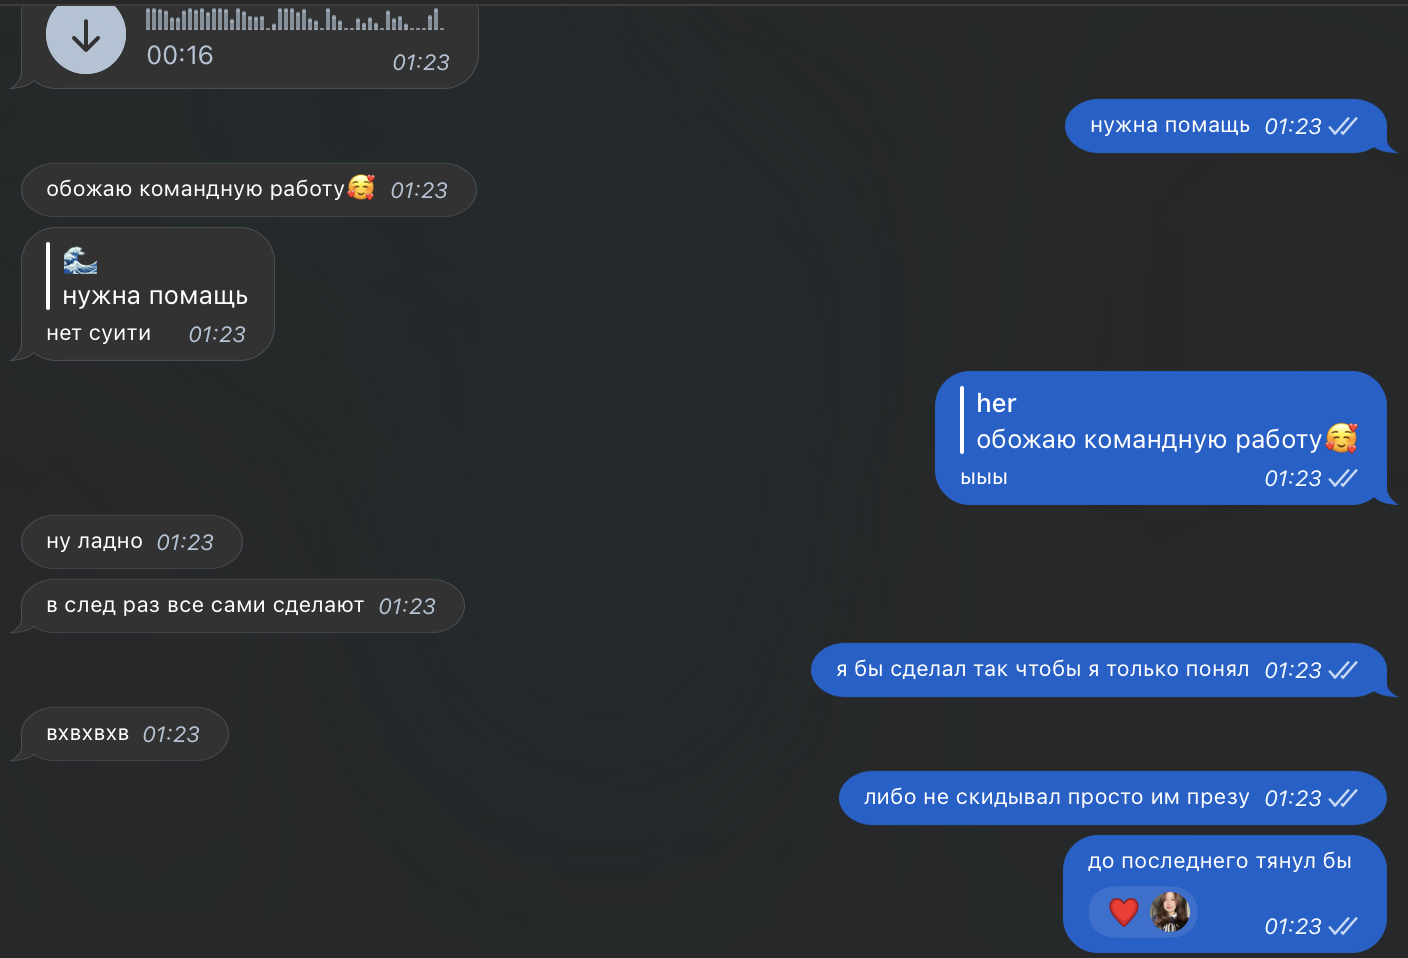 00:16 01:23
нужна помащь 01:23
обожаю командную работу🥰 01:23
🌊
нужна помащь
нет суити 01:23
her
обожаю командную работу🥰
ыыы 01:23
ну ладно 01:23
в след раз все сами сделают 01:23
я бы сделал так чтобы я только понял 01:23
вхвхвхв 01:23
либо не скидывал просто им презу 01:23
до последнего тянул бы
❤️ 01:23